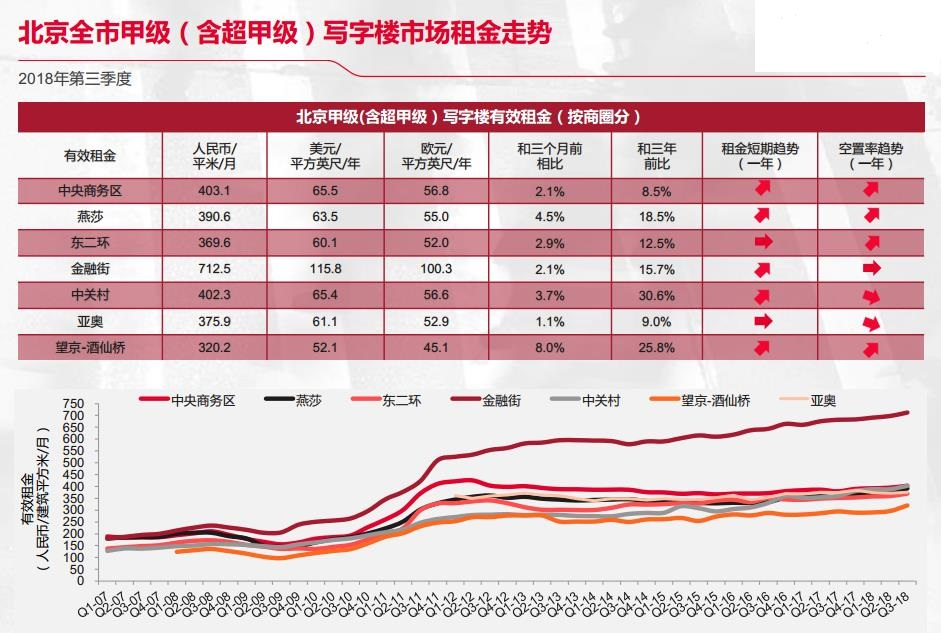 北京全市甲级（含超甲级）写字楼市场租金走势
2018年第三季度
北京甲级(含超甲级）写字楼有效租金（按商圈分）
有效租金 人民币/平米/月 美元/平方英尺/年 欧元/平方英尺/年 和三个月前相比 和三年前比 租金短期趋势（一年） 空置率趋势（一年）
中央商务区 403.1 65.5 56.8 2.1% 8.5%
燕莎 390.6 63.5 55.0 4.5% 18.5%
东二环 369.6 60.1 52.0 2.9% 12.5%
金融街 712.5 115.8 100.3 2.1% 15.7%
中关村 402.3 65.4 56.6 3.7% 30.6%
亚奥 375.9 61.1 52.9 1.1% 9.0%
望京-酒仙桥 320.2 52.1 45.1 8.0% 25.8%
中央商务区 燕莎 东二环 金融街 中关村 望京-酒仙桥 亚奥
有效租金
（人民币/建筑平方米/月）
750
700
650
600
550
500
450
400
350
300
250
200
150
100
50
0
Q1-07 Q2-07 Q3-07 Q4-07 Q1-08 Q2-08 Q3-08 Q4-08 Q1-09 Q2-09 Q3-09 Q4-09 Q1-10 Q2-10 Q3-10 Q4-10 Q1-11 Q2-11 Q3-11 Q4-11 Q1-12 Q2-12 Q3-12 Q4-12 Q1-13 Q2-13 Q3-13 Q4-13 Q1-14 Q2-14 Q3-14 Q4-14 Q1-15 Q2-15 Q3-15 Q4-15 Q1-16 Q2-16 Q3-16 Q4-16 Q1-17 Q2-17 Q3-17 Q4-17 Q1-18 Q2-18 Q3-18